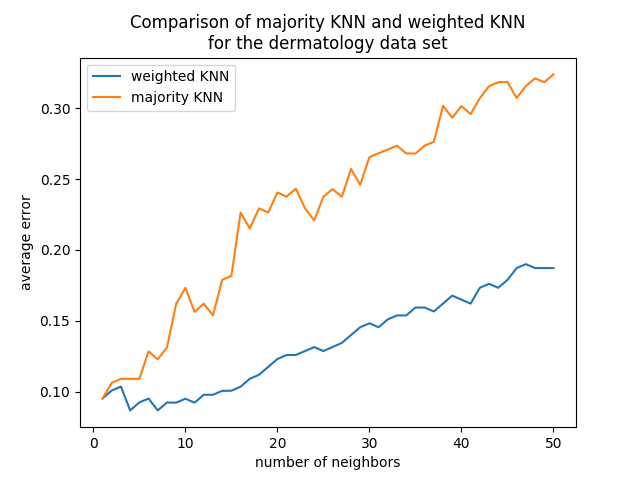 Comparison of majority KNN and weighted KNN
for the dermatology data set
weighted KNN
majority KNN
0.30
0.25
0.20
0.15
0.10
average error
0 10 20 30 40 50
number of neighbors